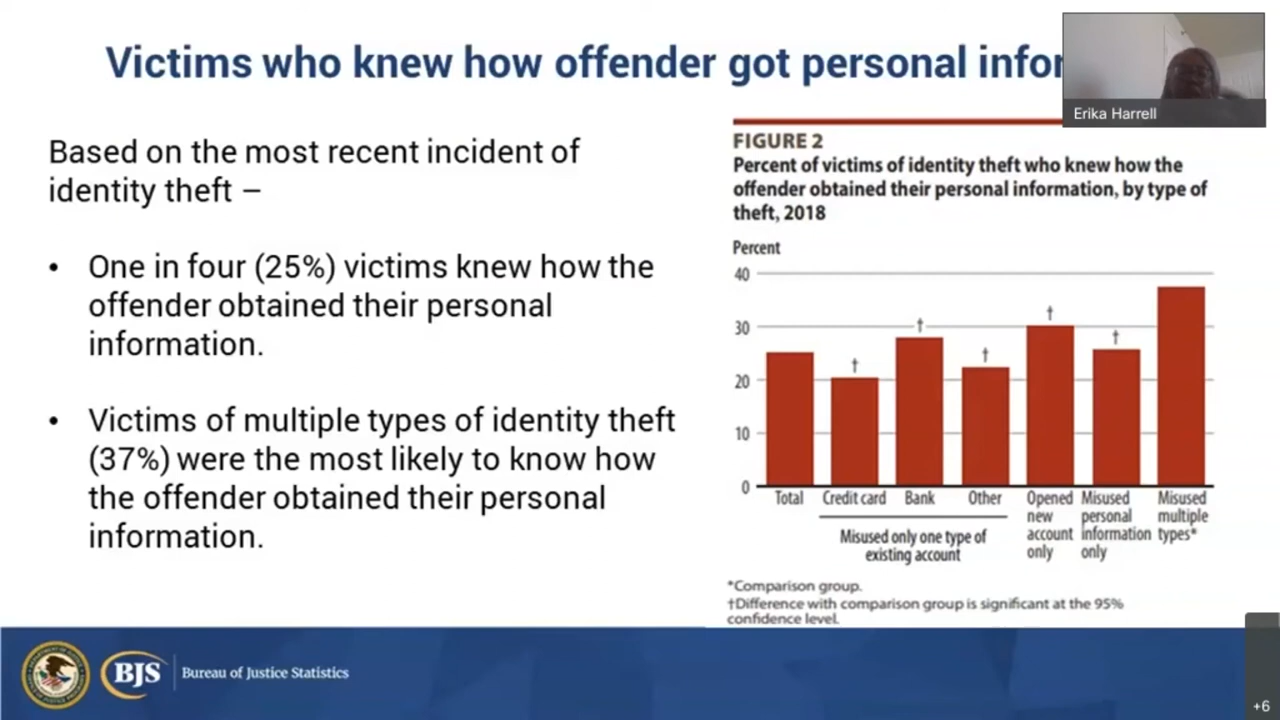 Victims who knew how offender got personal infor
Erika Harrell
Based on the most recent incident of
identity theft –
• One in four (25%) victims knew how the
offender obtained their personal
information.
• Victims of multiple types of identity theft
(37%) were the most likely to know how
the offender obtained their personal
information.
FIGURE 2
Percent of victims of identity theft who knew how the
offender obtained their personal information, by type of
theft, 2018
Percent
40
30
20
10
0
† † † † †
Total Credit card Bank Other
Misused only one type of
existing account
Opened
new
account
only
Misused
personal
information
only
Misused
multiple
types*
*Comparison group.
†Difference with comparison group is significant at the 95%
confidence level.
BJS Bureau of Justice Statistics
+6